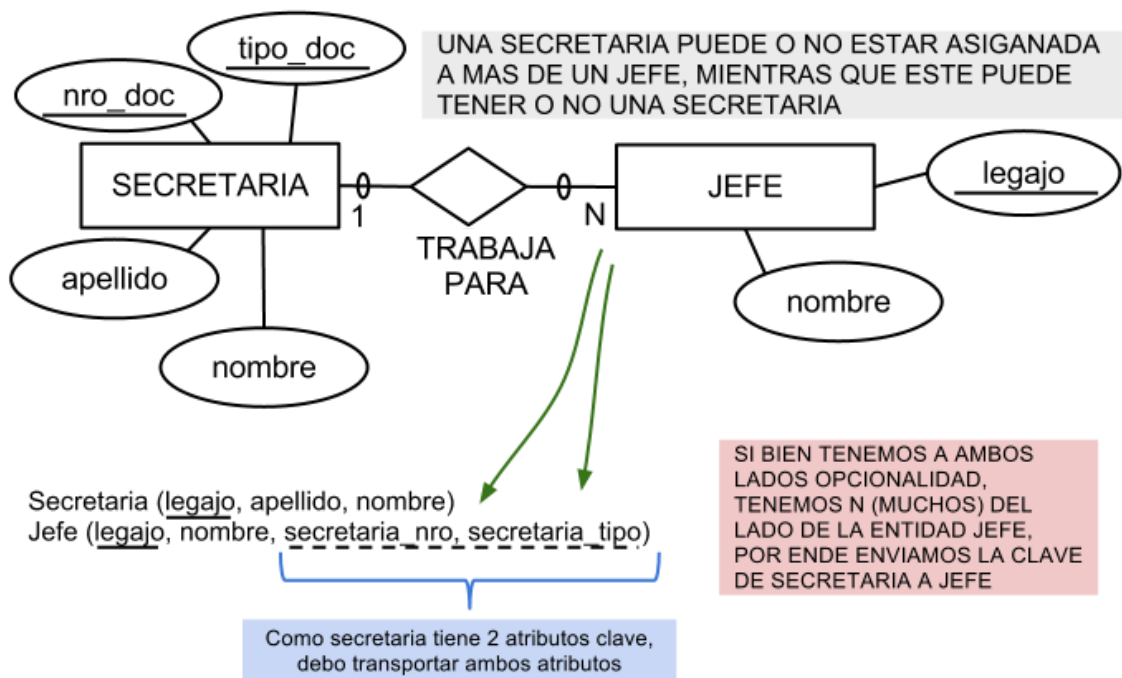 tipo_doc
nro_doc
UNA SECRETARIA PUEDE O NO ESTAR ASIGANADA
A MAS DE UN JEFE, MIENTRAS QUE ESTE PUEDE
TENER O NO UNA SECRETARIA
SECRETARIA
1
N
JEFE
legajo
TRABAJA
PARA
apellido
nombre
nombre
Secretaria (legajo, apellido, nombre)
Jefe (legajo, nombre, secretaria_nro, secretaria_tipo)
SI BIEN TENEMOS A AMBOS
LADOS OPCIONALIDAD,
TENEMOS N (MUCHOS) DEL
LADO DE LA ENTIDAD JEFE,
POR ENDE ENVIAMOS LA CLAVE
DE SECRETARIA A JEFE
Como secretaria tiene 2 atributos clave,
debo transportar ambos atributos